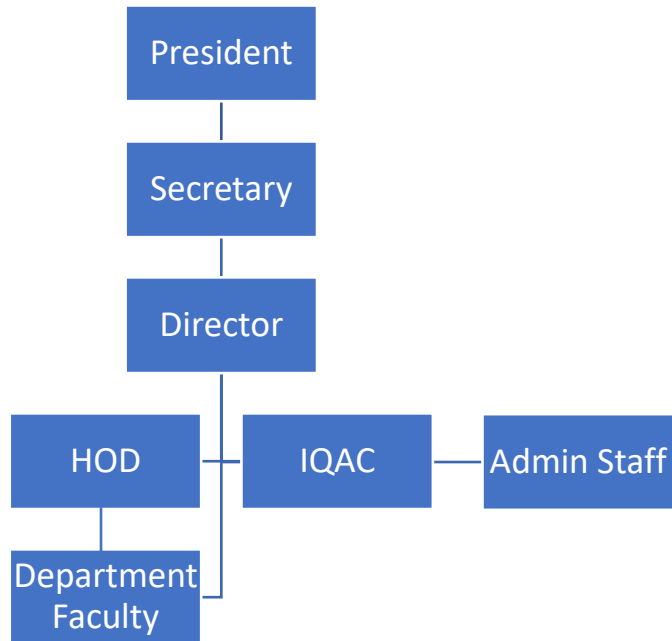 President
Secretary
Director
HOD
IQAC
Admin Staff
Department
Faculty